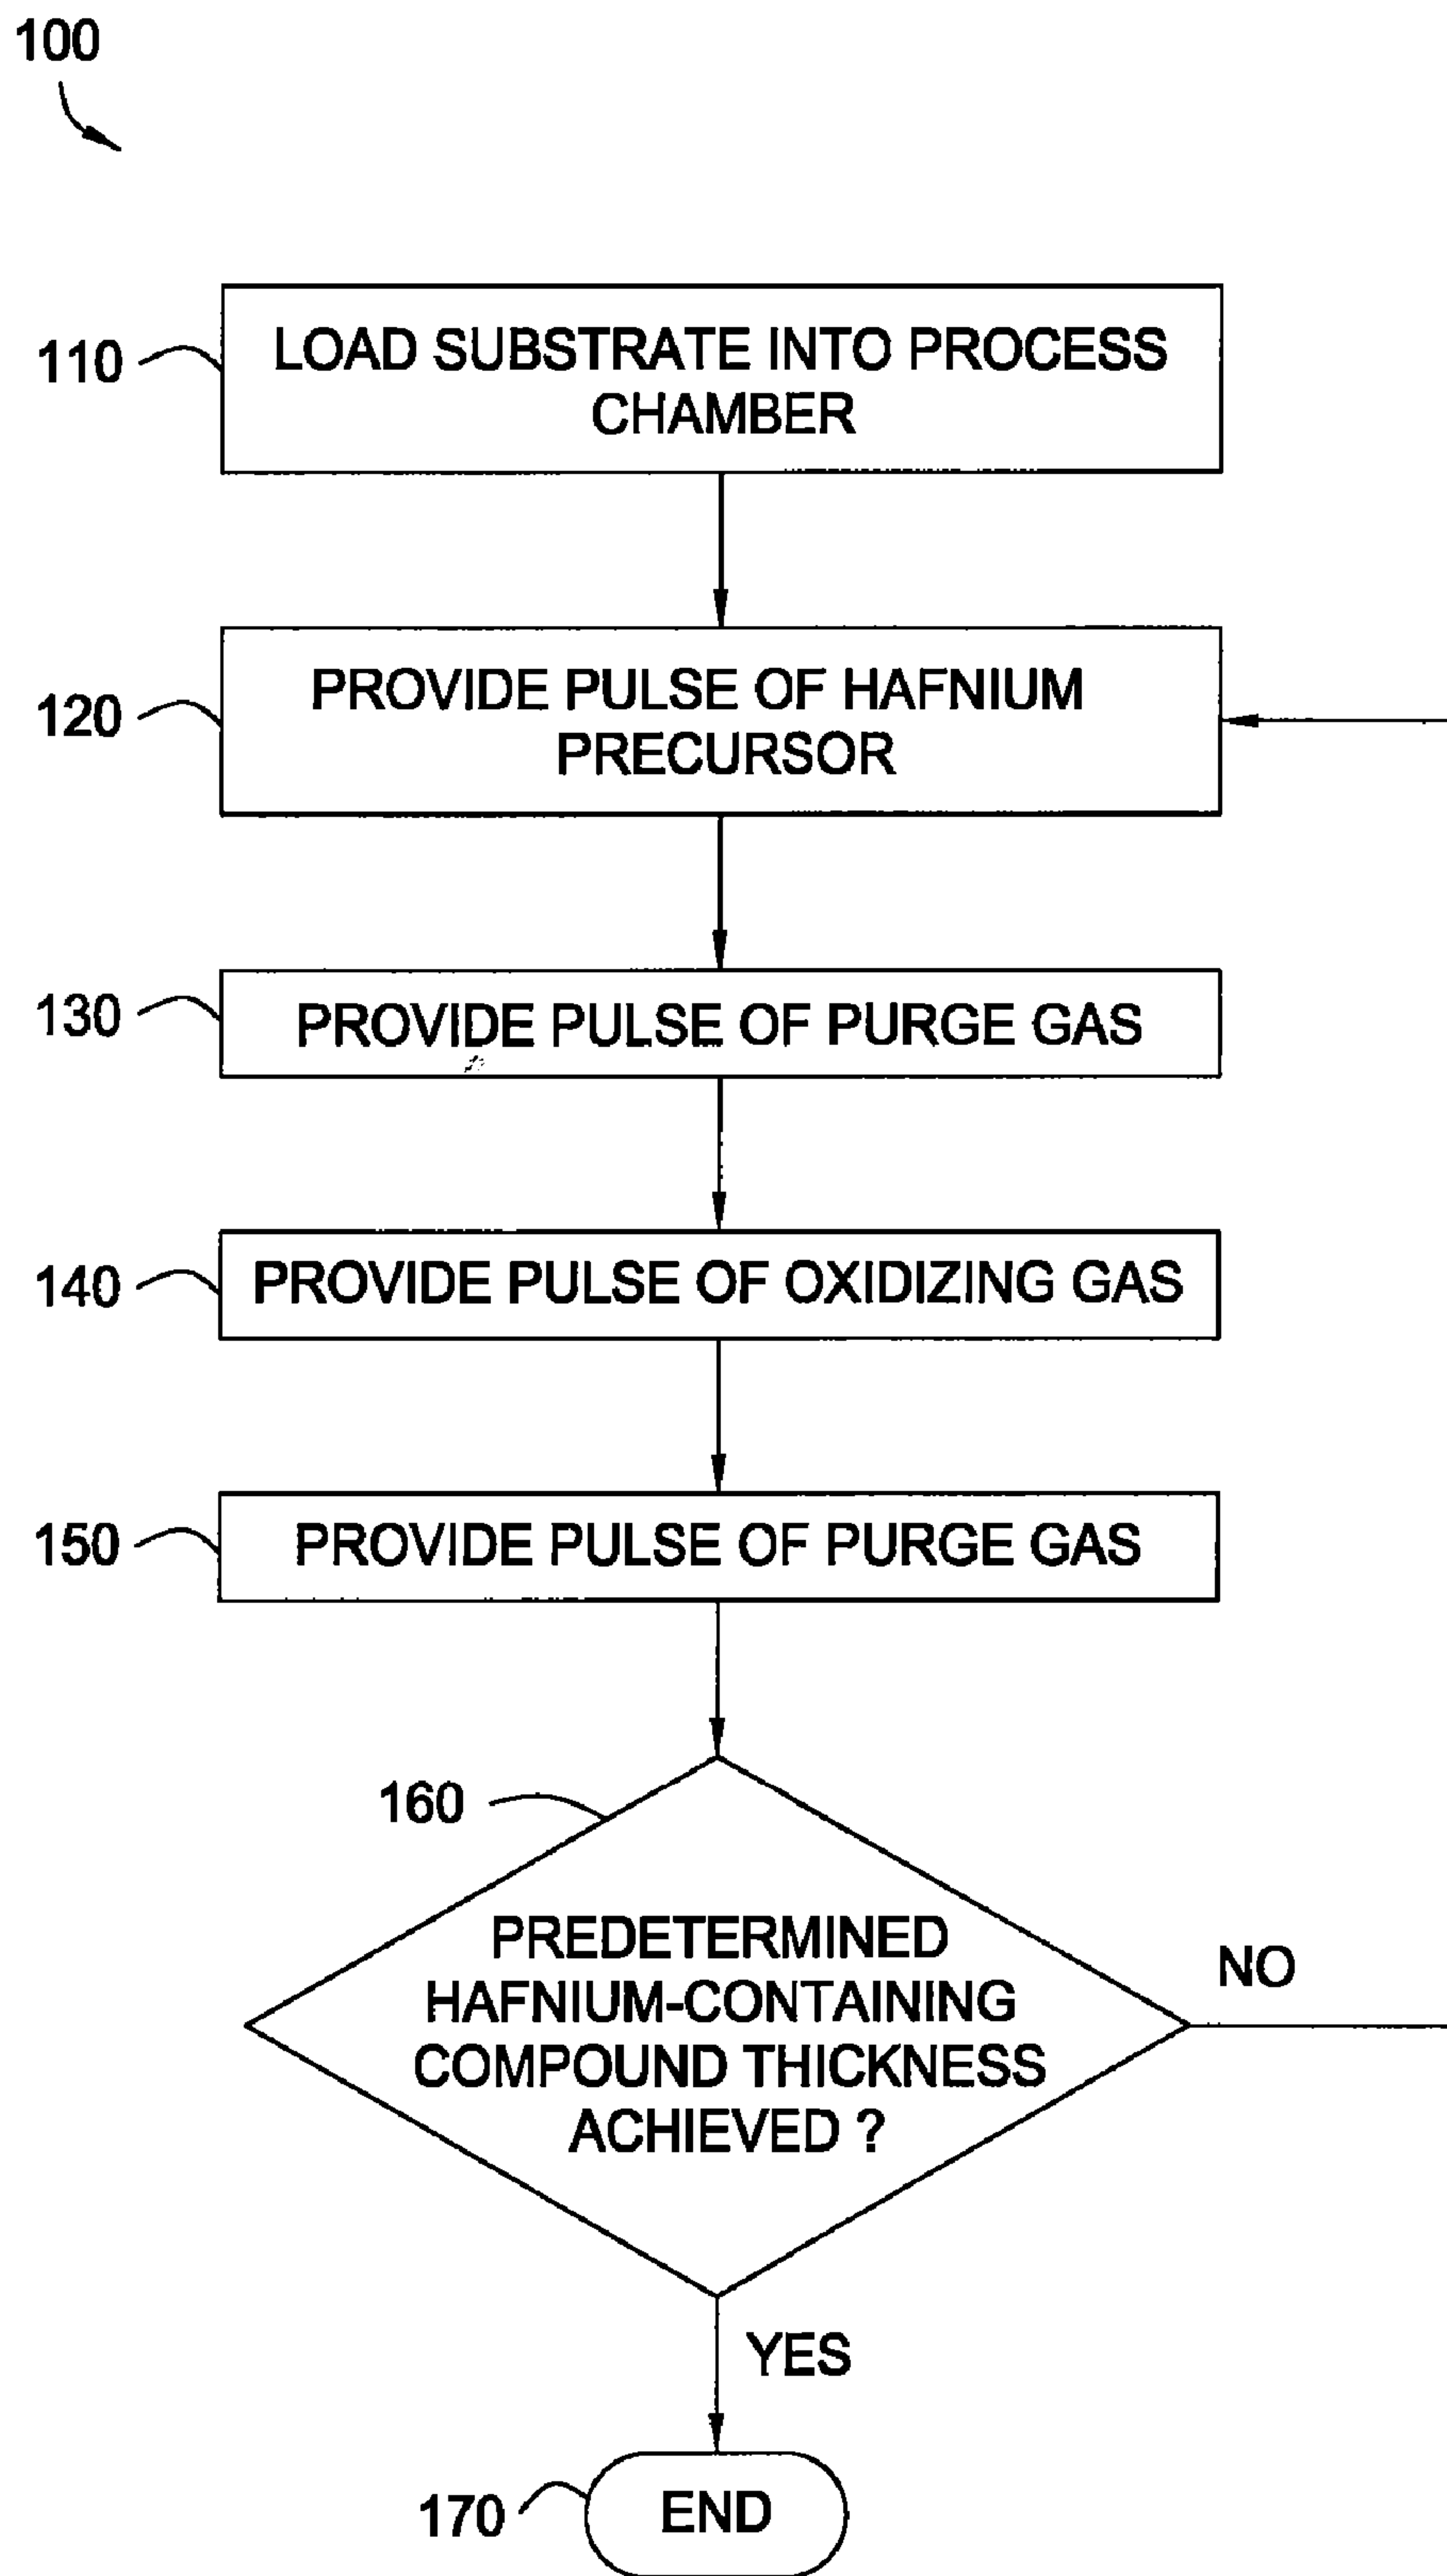 100
110
LOAD SUBSTRATE INTO PROCESS
CHAMBER
120
PROVIDE PULSE OF HAFNIUM
PRECURSOR
130
PROVIDE PULSE OF PURGE GAS
140
PROVIDE PULSE OF OXIDIZING GAS
150
PROVIDE PULSE OF PURGE GAS
160
PREDETERMINED
HAFNIUM-CONTAINING
COMPOUND THICKNESS
ACHIEVED ?
NO
YES
170
END